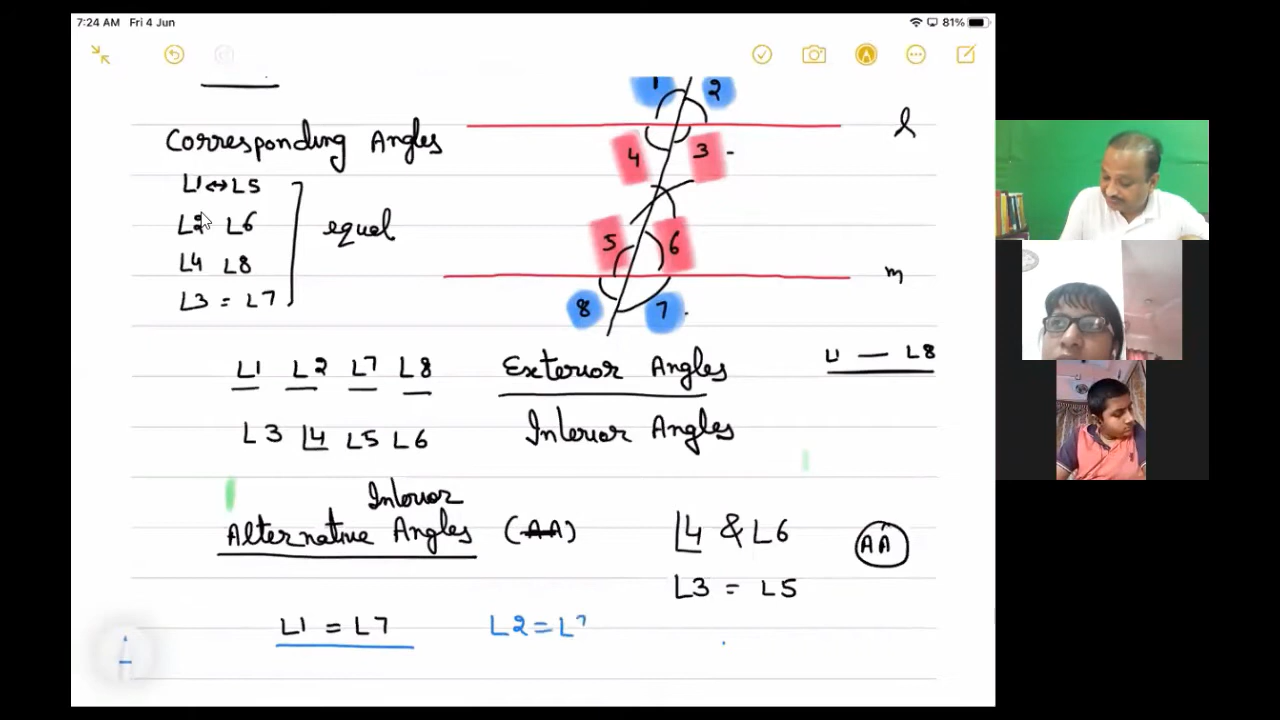 7:24 AM Fri 4 Jun
81%
1 2
l
Corresponding Angles
4 3
∠1 ↔ ∠5
∠2 ∠6
equal
5 6
∠4 ∠8
m
∠3 = ∠7
8 7
∠1 — ∠8
∠1 ∠2 ∠7 ∠8 Exterior Angles
∠3 ∠4 ∠5 ∠6 Interior Angles
Interior
Alternative Angles (AA) ∠4 & ∠6 AA
∠3 = ∠5
∠1 = ∠7 ∠2 =